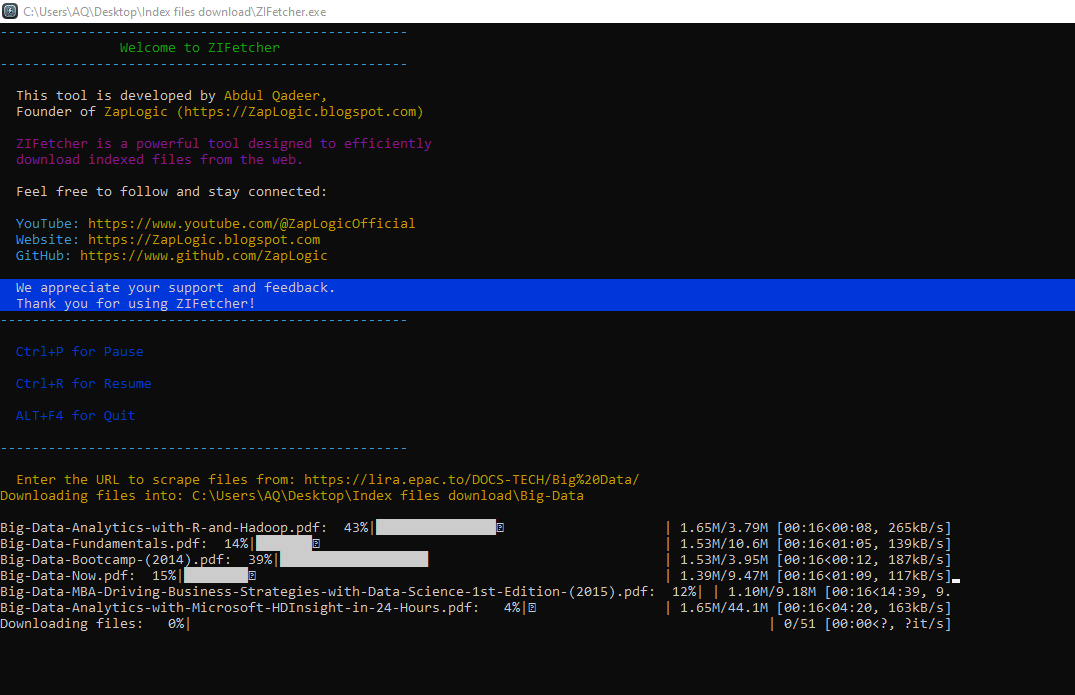 C:\Users\AQ\Desktop\Index files download\ZIFetcher.exe
---------------------------------------------------
Welcome to ZIFetcher
---------------------------------------------------
This tool is developed by Abdul Qadeer,
Founder of ZapLogic (https://ZapLogic.blogspot.com)
ZIFetcher is a powerful tool designed to efficiently
download indexed files from the web.
Feel free to follow and stay connected:
YouTube: https://www.youtube.com/@ZapLogicOfficial
Website: https://ZapLogic.blogspot.com
GitHub: https://www.github.com/ZapLogic
We appreciate your support and feedback.
Thank you for using ZIFetcher!
---------------------------------------------------
Ctrl+P for Pause
Ctrl+R for Resume
ALT+F4 for Quit
---------------------------------------------------
Enter the URL to scrape files from: https://lira.epac.to/DOCS-TECH/Big%20Data/
Downloading files into: C:\Users\AQ\Desktop\Index files download\Big-Data
Big-Data-Analytics-with-R-and-Hadoop.pdf:  43%| | 1.65M/3.79M [00:16<00:08, 265kB/s]
Big-Data-Fundamentals.pdf:  14%| | 1.53M/10.6M [00:16<01:05, 139kB/s]
Big-Data-Bootcamp-(2014).pdf:  39%| | 1.53M/3.95M [00:16<00:12, 187kB/s]
Big-Data-Now.pdf:  15%| | 1.39M/9.47M [00:16<01:09, 117kB/s]
Big-Data-MBA-Driving-Business-Strategies-with-Data-Science-1st-Edition-(2015).pdf:  12%| | 1.10M/9.18M [00:16<14:39, 9.
Big-Data-Analytics-with-Microsoft-HDInsight-in-24-Hours.pdf:   4%| | 1.65M/44.1M [00:16<04:20, 163kB/s]
Downloading files:   0%| | 0/51 [00:00<?, ?it/s]